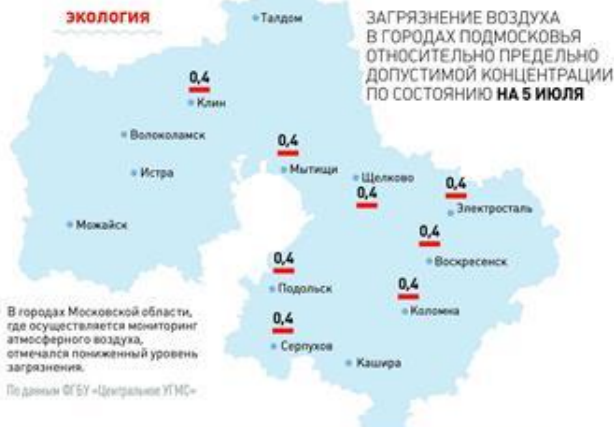 ЭКОЛОГИЯ
ЗАГРЯЗНЕНИЕ ВОЗДУХА
В ГОРОДАХ ПОДМОСКОВЬЯ
ОТНОСИТЕЛЬНО ПРЕДЕЛЬНО
ДОПУСТИМОЙ КОНЦЕНТРАЦИИ
ПО СОСТОЯНИЮ НА 5 ИЮЛЯ
Талдом
0,4
Клин
Волоколамск
0,4
Мытищи
Истра
Щелково
0,4
0,4
Электросталь
Можайск
0,4
Воскресенск
0,4
Подольск
0,4
Коломна
0,4
Серпухов
Кашира
В городах Московской области,
где осуществляется мониторинг
атмосферного воздуха,
отмечался пониженный уровень
загрязнения.
По данным ФГБУ «Центральное УГМС»